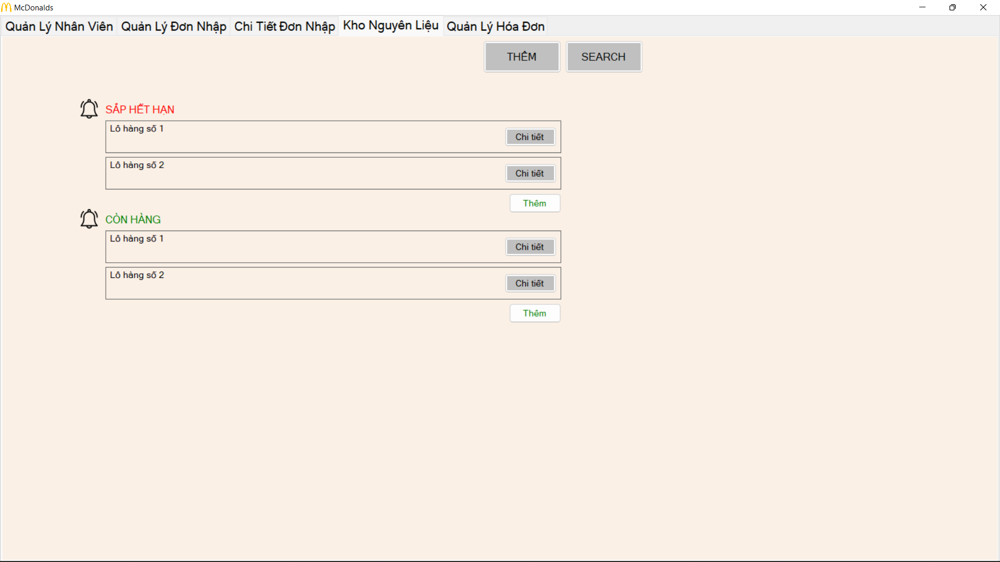 McDonalds
Quản Lý Nhân Viên Quản Lý Đơn Nhập Chi Tiết Đơn Nhập Kho Nguyên Liệu Quản Lý Hóa Đơn
THÊM SEARCH
SẮP HẾT HẠN
Lô hàng số 1
Chi tiết
Lô hàng số 2
Chi tiết
Thêm
CÒN HÀNG
Lô hàng số 1
Chi tiết
Lô hàng số 2
Chi tiết
Thêm